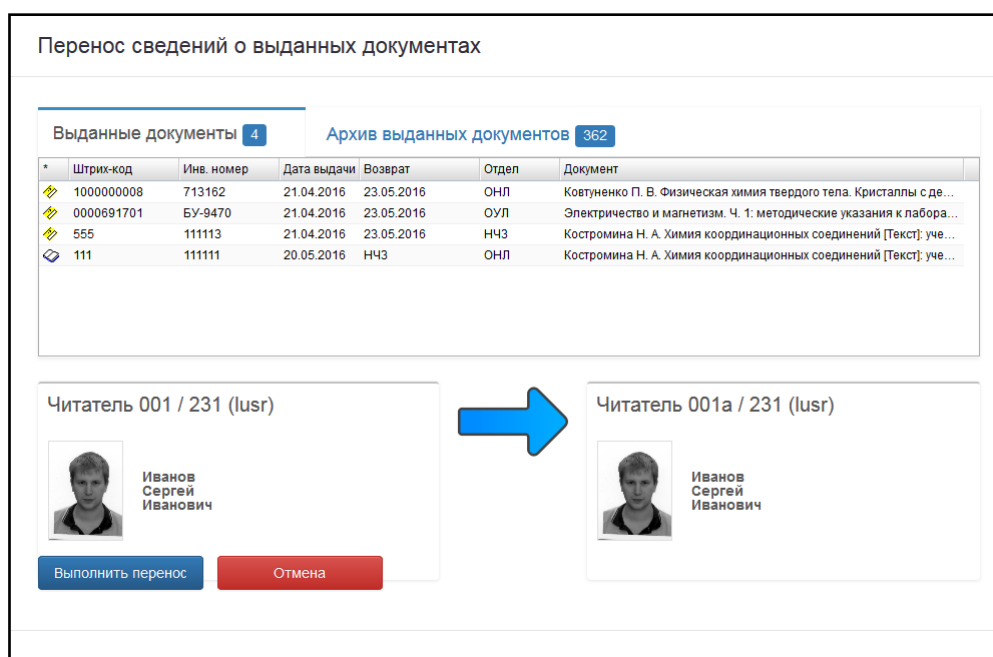 Перенос сведений о выданных документах
Выданные документы 4 Архив выданных документов 362
* Штрих-код Инв. номер Дата выдачи Возврат Отдел Документ
1000000008 713162 21.04.2016 23.05.2016 ОНЛ Ковтуненко П. В. Физическая химия твердого тела. Кристаллы с де...
0000691701 БУ-9470 21.04.2016 23.05.2016 ОУЛ Электричество и магнетизм. Ч. 1: методические указания к лабора...
555 111113 21.04.2016 23.05.2016 НЧЗ Костромина Н. А. Химия координационных соединений [Текст]: уче...
111 111111 20.05.2016 НЧЗ ОНЛ Костромина Н. А. Химия координационных соединений [Текст]: уче...
Читатель 001 / 231 (lusr)
Иванов
Сергей
Иванович
Выполнить перенос Отмена
Читатель 001а / 231 (lusr)
Иванов
Сергей
Иванович